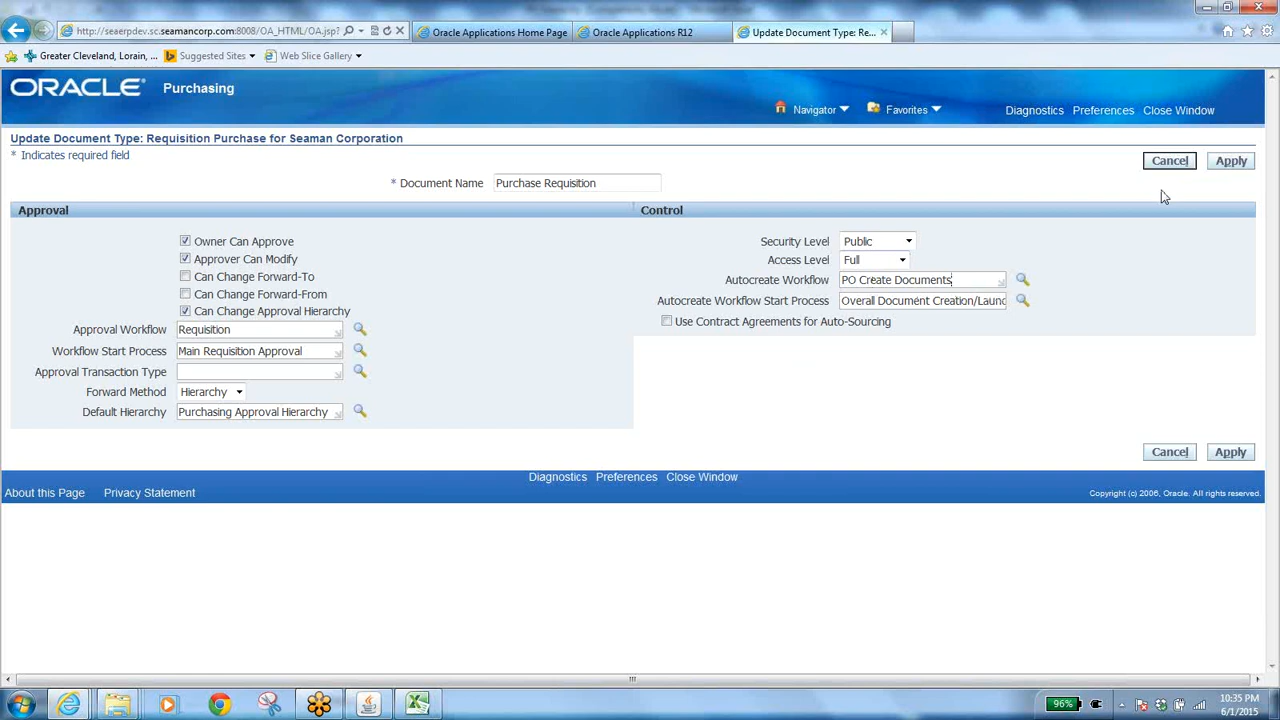 http://seaerpdev.sc.seamancorp.com:8008/OA_HTML/OA.jsp?
Oracle Applications Home Page
Oracle Applications R12
Update Document Type: Re...
Greater Cleveland, Lorain, ...
Suggested Sites
Web Slice Gallery
ORACLE Purchasing
Navigator
Favorites
Diagnostics
Preferences
Close Window
Update Document Type: Requisition Purchase for Seaman Corporation
* Indicates required field
Cancel
Apply
* Document Name Purchase Requisition
Approval
Control
Owner Can Approve
Approver Can Modify
Can Change Forward-To
Can Change Forward-From
Can Change Approval Hierarchy
Approval Workflow Requisition
Workflow Start Process Main Requisition Approval
Approval Transaction Type
Forward Method Hierarchy
Default Hierarchy Purchasing Approval Hierarchy
Security Level Public
Access Level Full
Autocreate Workflow PO Create Documents
Autocreate Workflow Start Process Overall Document Creation/Launc
Use Contract Agreements for Auto-Sourcing
Cancel
Apply
Diagnostics Preferences Close Window
About this Page Privacy Statement
Copyright (c) 2006, Oracle. All rights reserved.
96%
10:35 PM
6/1/2015